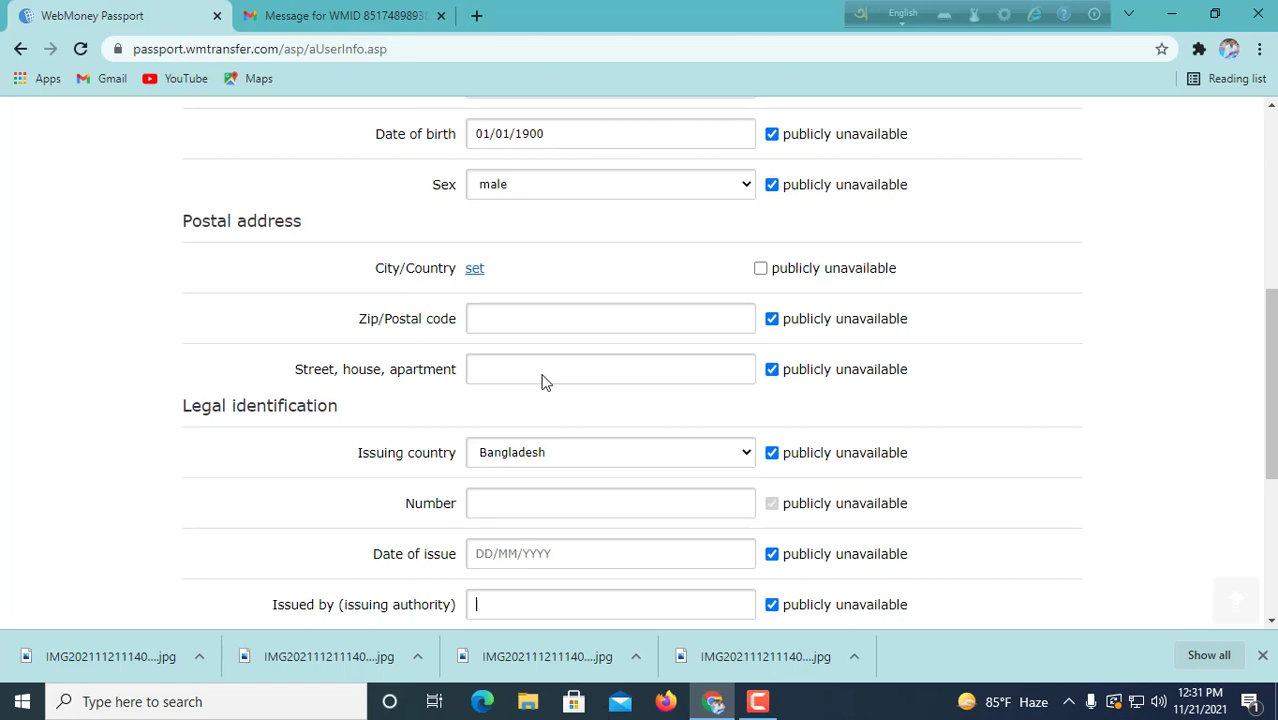 WebMoney Passport
Message for WMID 851748989383
English
passport.wmtransfer.com/asp/aUserInfo.asp
Apps
Gmail
YouTube
Maps
Reading list
Date of birth
01/01/1900
publicly unavailable
Sex
male
publicly unavailable
Postal address
City/Country
set
publicly unavailable
Zip/Postal code
publicly unavailable
Street, house, apartment
publicly unavailable
Legal identification
Issuing country
Bangladesh
publicly unavailable
Number
publicly unavailable
Date of issue
DD/MM/YYYY
publicly unavailable
Issued by (issuing authority)
publicly unavailable
IMG202111211140....jpg
IMG202111211140....jpg
IMG202111211140....jpg
IMG202111211140....jpg
Show all
Type here to search
85°F Haze
12:31 PM
11/21/2021
1